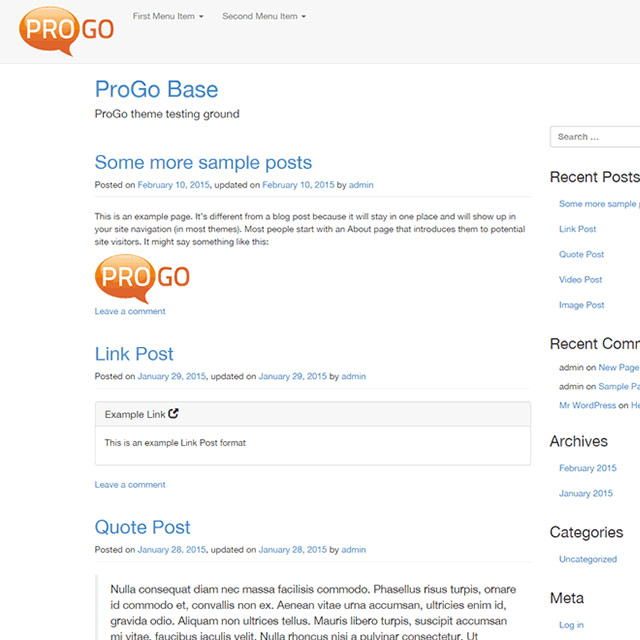 PROGO
First Menu Item
Second Menu Item
ProGo Base
ProGo theme testing ground
Some more sample posts
Posted on February 10, 2015, updated on February 10, 2015 by admin
This is an example page. It's different from a blog post because it will stay in one place and will show up in
your site navigation (in most themes). Most people start with an About page that introduces them to potential
site visitors. It might say something like this:
PROGO
Leave a comment
Link Post
Posted on January 29, 2015, updated on January 29, 2015 by admin
Example Link
This is an example Link Post format
Leave a comment
Quote Post
Posted on January 28, 2015, updated on January 28, 2015 by admin
Nulla consequat diam nec massa facilisis commodo. Phasellus risus turpis, ornare
id commodo et, convallis non ex. Aenean vitae urna accumsan, ultricies enim id,
gravida odio. Aliquam non ultrices tellus. Mauris libero turpis, suscipit accumsan
mi vitae, faucibus iaculis velit. Nulla rhoncus nisi a pulvinar consectetur. Ut
Search ...
Recent Posts
Some more sample
Link Post
Quote Post
Video Post
Image Post
Recent Comm
admin on New Page
admin on Sample Pa
Mr WordPress on He
Archives
February 2015
January 2015
Categories
Uncategorized
Meta
Log in